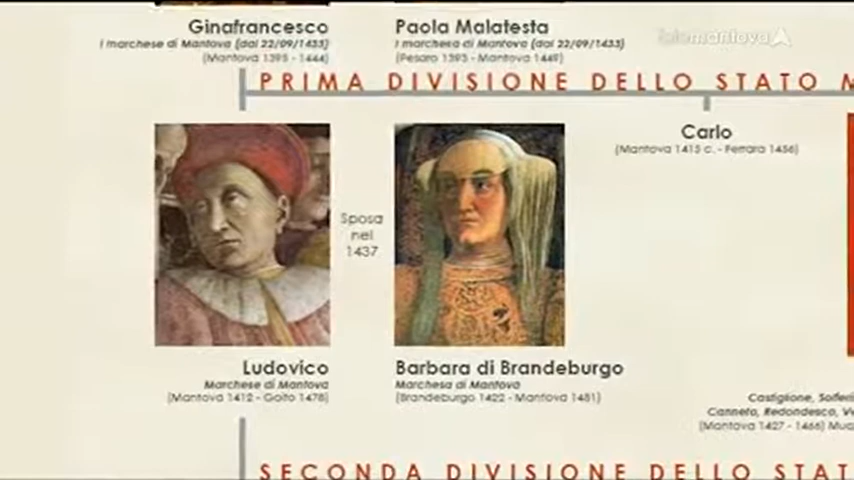 Ginafrancesco
I marchese di Mantova (dal 22/09/1433)
(Mantova 1395 - 1444)
Paola Malatesta
I marchesa di Mantova (dal 22/09/1433)
(Pesaro 1393 - Mantova 1449)
Telemantova
PRIMA DIVISIONE DELLO STATO M
Carlo
(Mantova 1413 c. - Ferrara 1456)
Sposa
nel
1437
Ludovico
Marchese di Mantova
(Mantova 1412 - Goito 1478)
Barbara di Brandeburgo
Marchesa di Mantova
(Brandeburgo 1422 - Mantova 1481)
Castiglione, Solferi
Canneto, Redondesco, V
(Mantova 1427 - 1466)
SECONDA DIVISIONE DELLO STAT